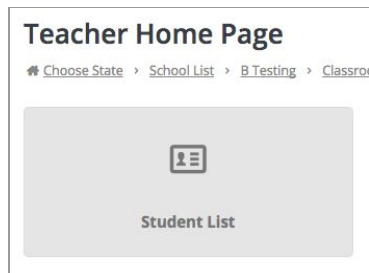 Teacher Home Page
Choose State > School List > B Testing > Classro
Student List